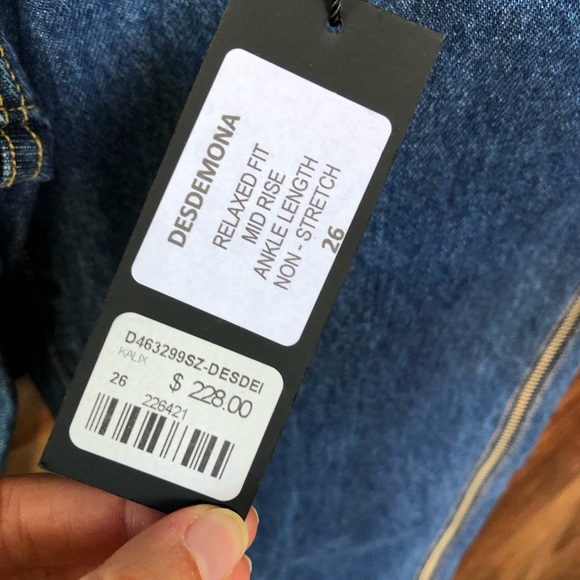 DESDEMONA
RELAXED FIT
MID RISE
ANKLE LENGTH
NON - STRETCH
26
D463299SZ-DESDEI
KALIX
26 $ 228.00
226421